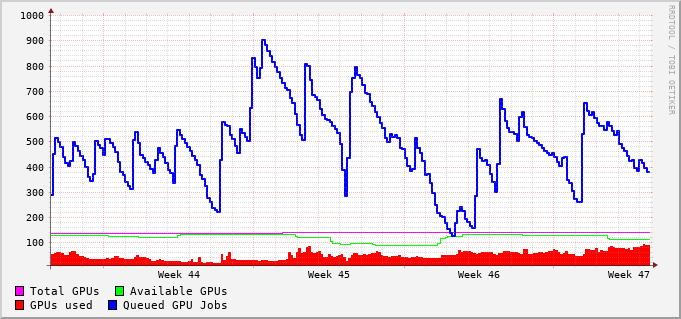 1000
900
800
700
600
500
400
300
200
100
Week 44 Week 45 Week 46 Week 47
Total GPUs Available GPUs
GPUs used Queued GPU Jobs
RRDTOOL / TOBI OETIKER